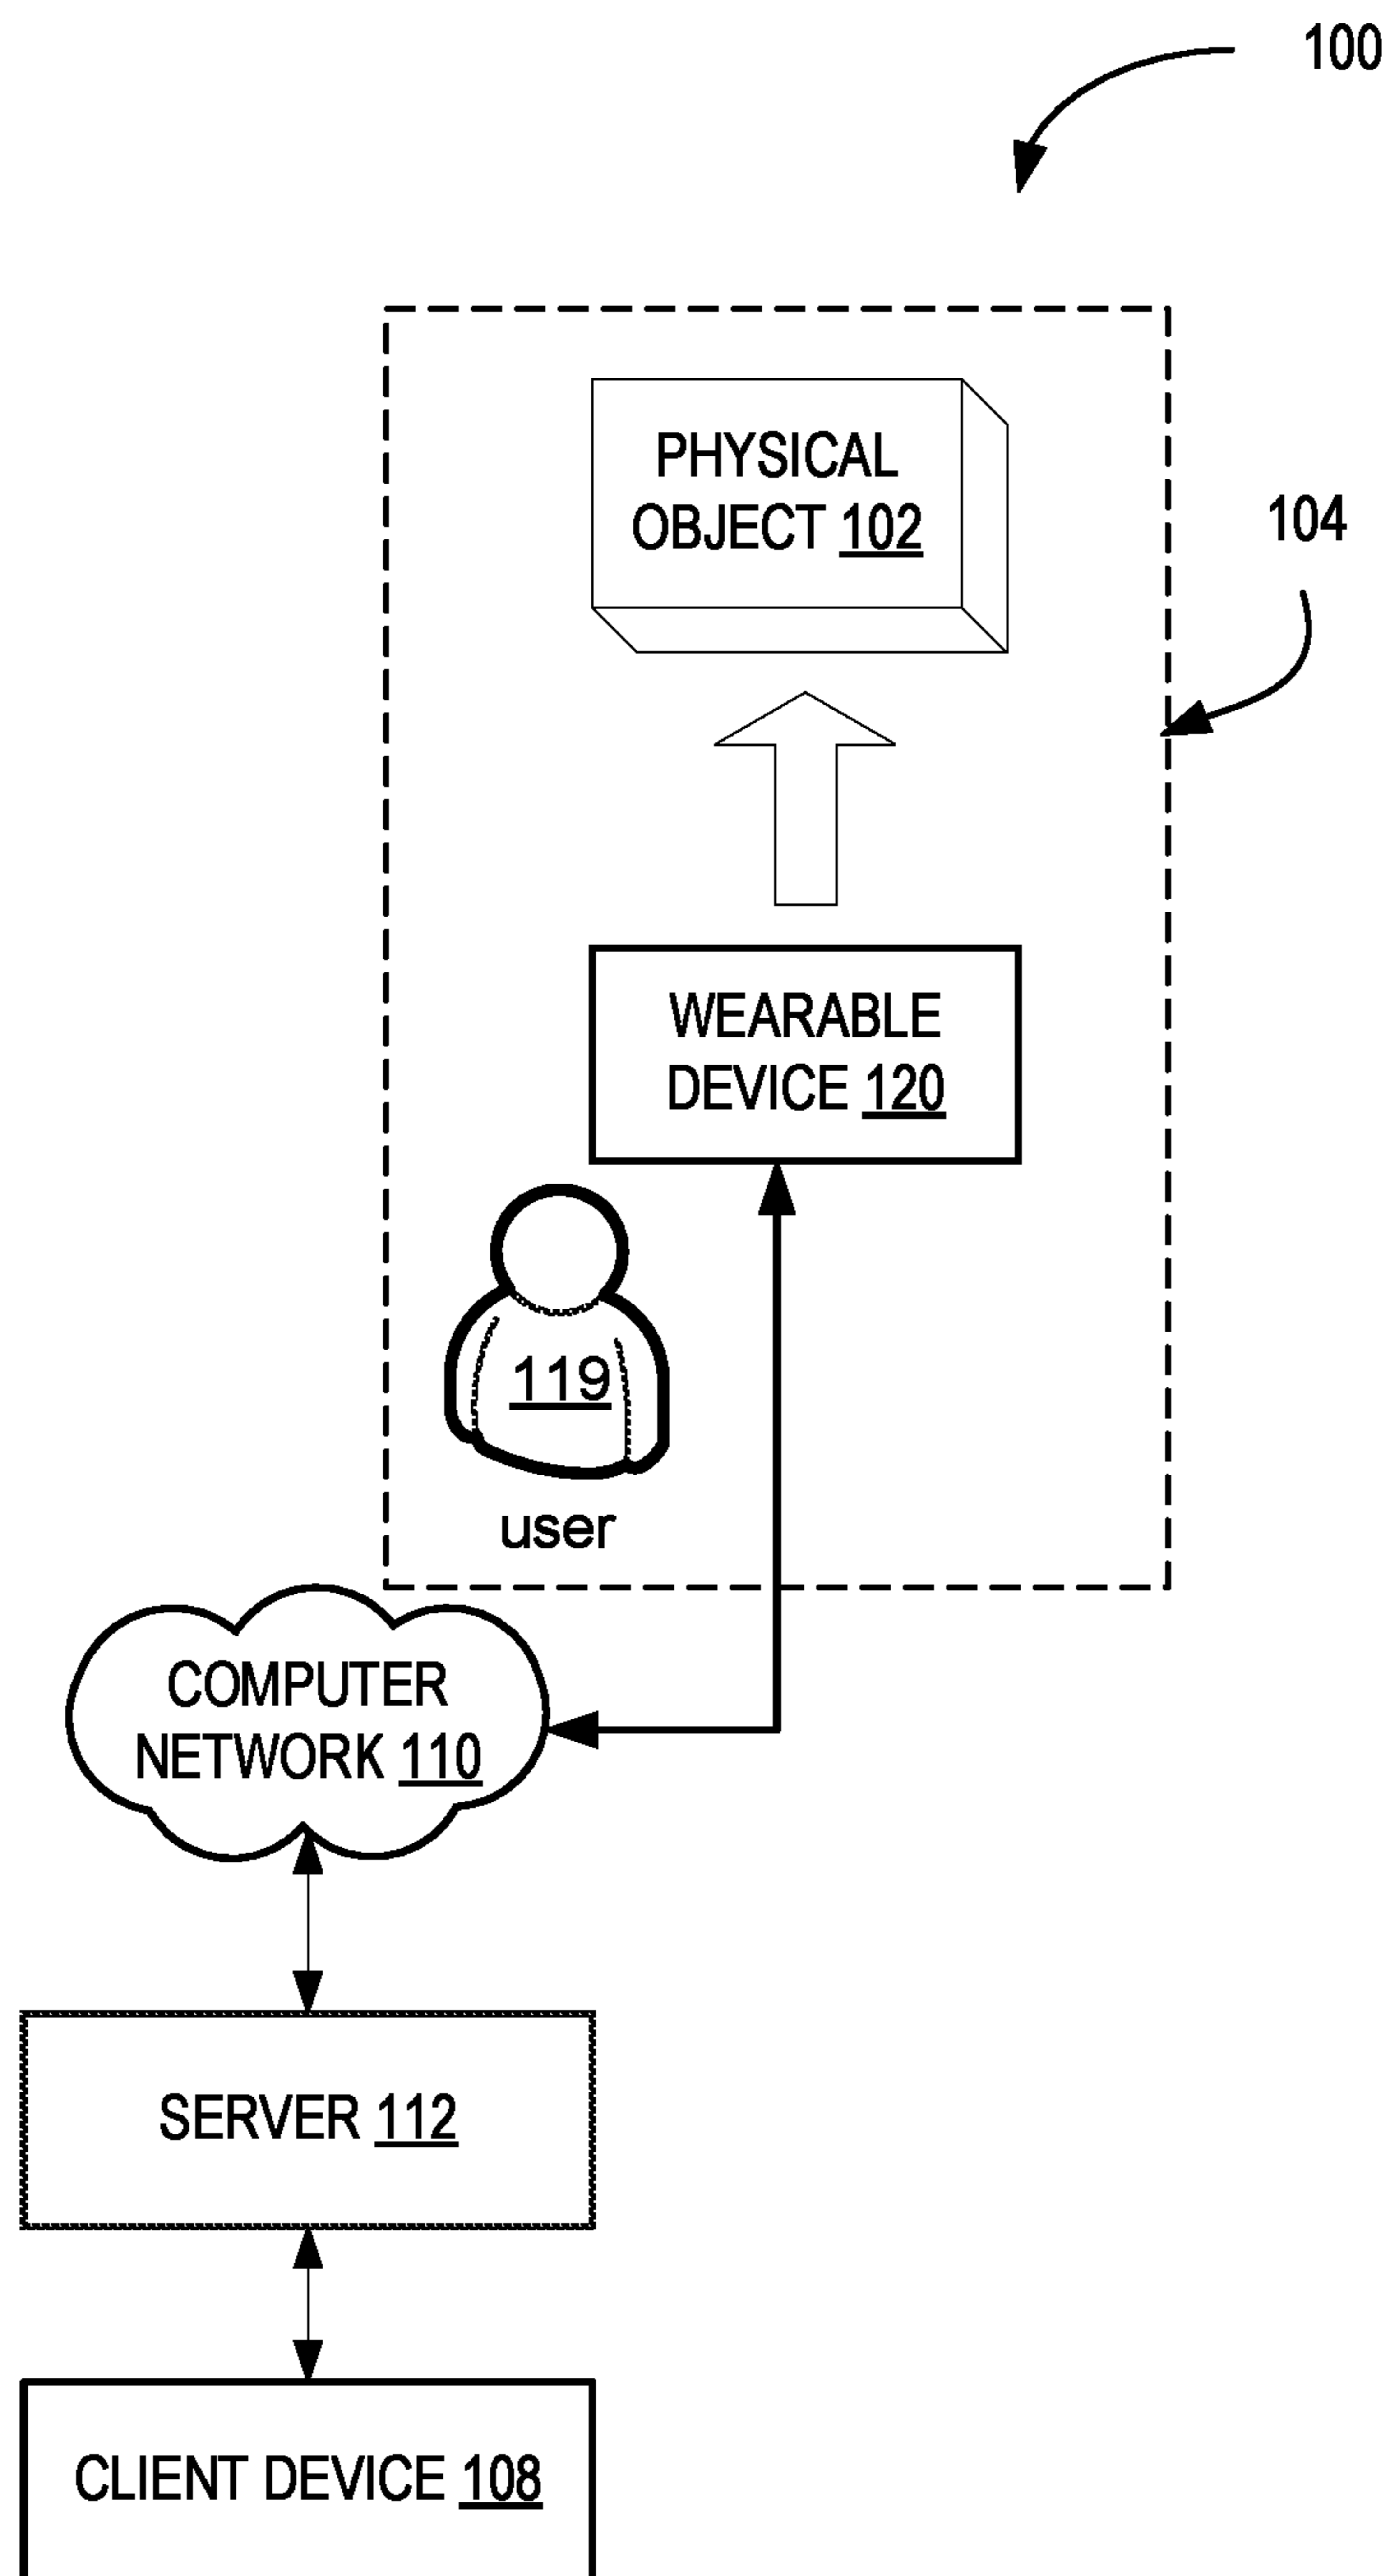 100
PHYSICAL
OBJECT 102
104
WEARABLE
DEVICE 120
119
user
COMPUTER
NETWORK 110
SERVER 112
CLIENT DEVICE 108